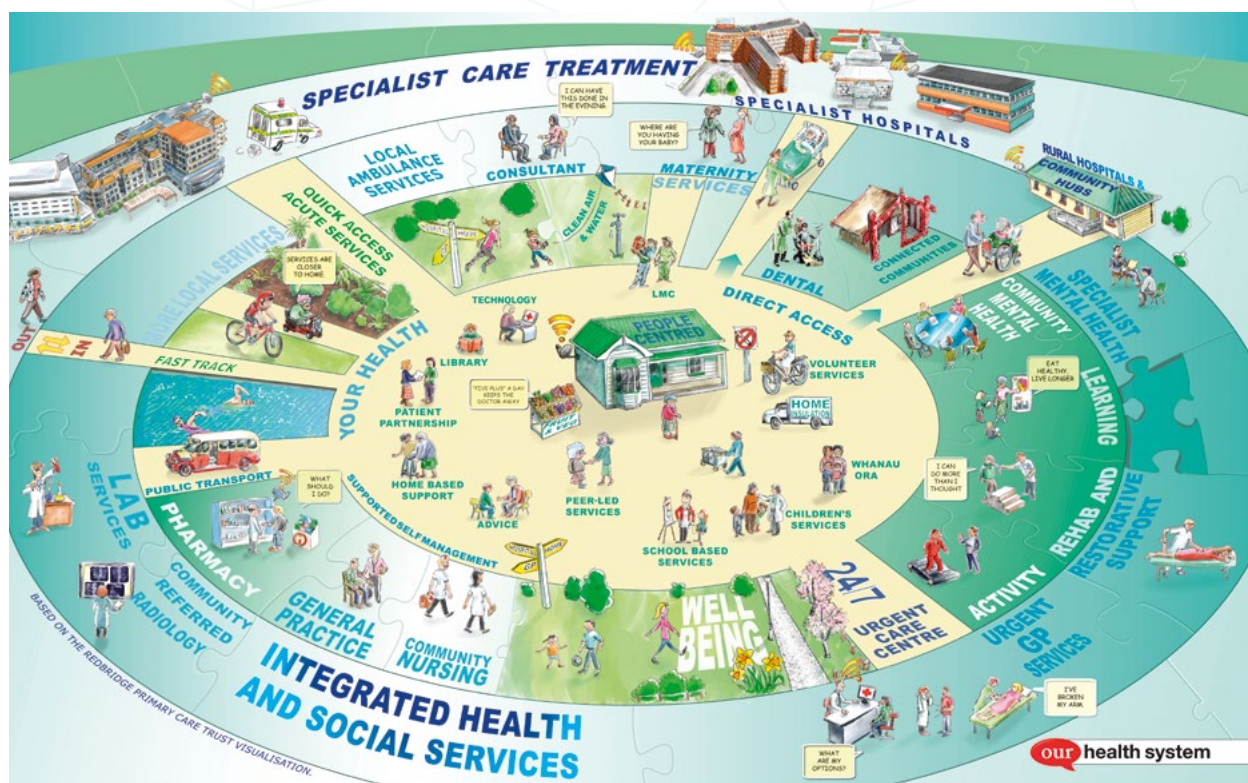 SPECIALIST CARE TREATMENT
SPECIALIST HOSPITALS
RURAL HOSPITALS &
COMMUNITY HUBS
I CAN HAVE
THIS DONE IN
THE EVENING.
LOCAL
AMBULANCE
SERVICES
CONSULTANT
WHERE ARE
YOU HAVING
YOUR BABY?
MATERNITY
SERVICES
QUICK ACCESS
ACUTE SERVICES
MORE LOCAL SERVICES
SERVICES ARE
CLOSER
TO HOME.
HOSPITAL
HOME
CLEAN AIR
& WATER
DENTAL
CONNECTED
COMMUNITIES
SPECIALIST
MENTAL HEALTH
COMMUNITY
MENTAL
HEALTH
OUT
IN
FAST TRACK
YOUR HEALTH
TECHNOLOGY
LMC
DIRECT ACCESS
LIBRARY
PEOPLE
CENTRED
VOLUNTEER
SERVICES
"FIVE PLUS" A DAY
KEEPS THE
DOCTOR AWAY
FRUIT
& VEG
PATIENT
PARTNERSHIP
HOME
INSULATION
EAT
HEALTHY,
LIVE LONGER
LEARNING
HOME BASED
SUPPORT
ADVICE
PEER-LED
SERVICES
WHANAU
ORA
CHILDREN'S
SERVICES
SCHOOL BASED
SERVICES
SUPPORTED SELF MANAGEMENT
PUBLIC TRANSPORT
WHAT
SHOULD
I DO?
PHARMACY
LAB
SERVICES
COMMUNITY
REFERRED
RADIOLOGY
GENERAL
PRACTICE
COMMUNITY
NURSING
HOSPITAL
GP
HOME
WELL
BEING
24/7
URGENT
CARE
CENTRE
I CAN
DO MORE
THAN I
THOUGHT
ACTIVITY
REHAB AND
RESTORATIVE
SUPPORT
URGENT
GP
SERVICES
I'VE
BROKEN
MY ARM.
WHAT
ARE MY
OPTIONS?
INTEGRATED HEALTH
AND SOCIAL SERVICES
BASED ON THE REDBRIDGE PRIMARY CARE TRUST VISUALISATION.
our health system